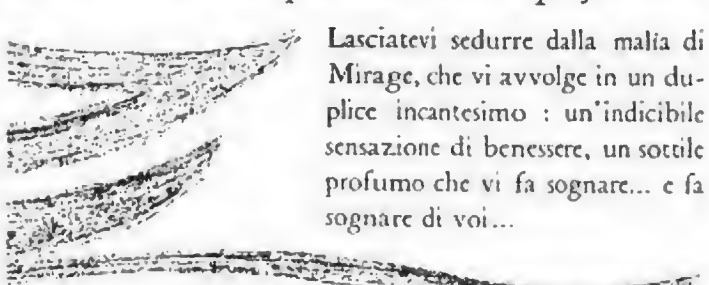 Lasciatevi sedurre dalla malia di
Mirage, che vi avvolge in un du-
plice incantesimo : un'indicibile
sensazione di benessere, un sottile
profumo che vi fa sognare... e fa
sognare di voi...